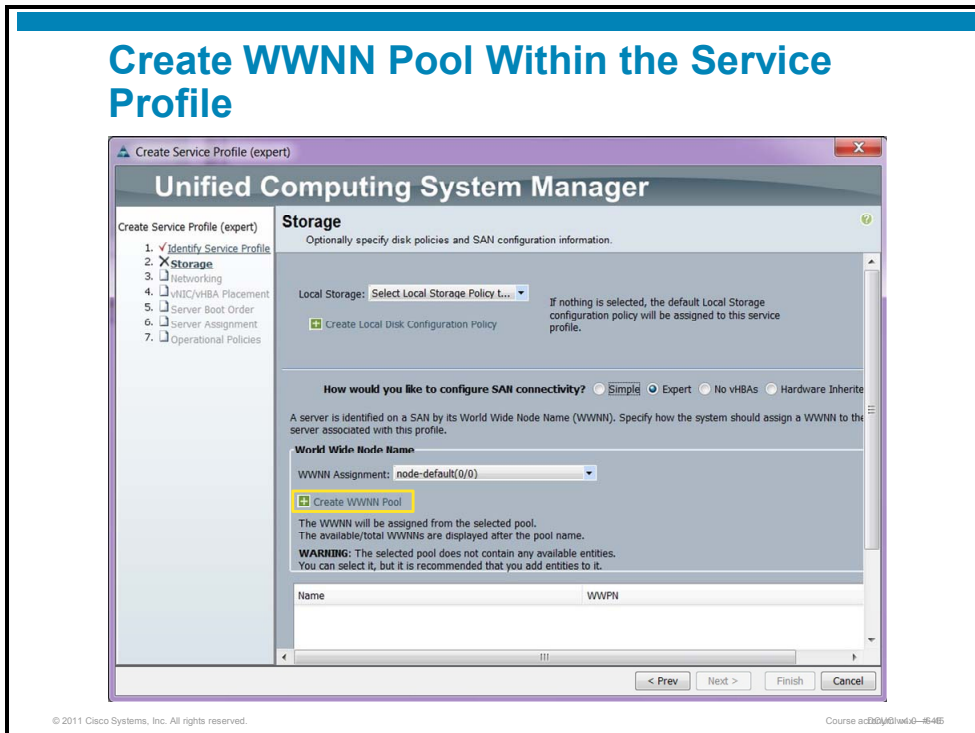 Create WWNN Pool Within the Service
Profile
Create Service Profile (expert)
X
Unified Computing System Manager
Create Service Profile (expert)
1. √Identify Service Profile
2. XStorage
3. Networking
4. vNIC/vHBA Placement
5. Server Boot Order
6. Server Assignment
7. Operational Policies
Storage
Optionally specify disk policies and SAN configuration information.
Local Storage: Select Local Storage Policy t...
Create Local Disk Configuration Policy
If nothing is selected, the default Local Storage
configuration policy will be assigned to this service
profile.
How would you like to configure SAN connectivity? Simple Expert No vHBAs Hardware Inherite
A server is identified on a SAN by its World Wide Node Name (WWNN). Specify how the system should assign a WWNN to the
server associated with this profile.
World Wide Node Name
WWNN Assignment: node-default(0/0)
Create WWNN Pool
The WWNN will be assigned from the selected pool.
The available/total WWNNs are displayed after the pool name.
WARNING: The selected pool does not contain any available entities.
You can select it, but it is recommended that you add entities to it.
Name WWPN
< Prev Next > Finish Cancel
© 2011 Cisco Systems, Inc. All rights reserved.
Course